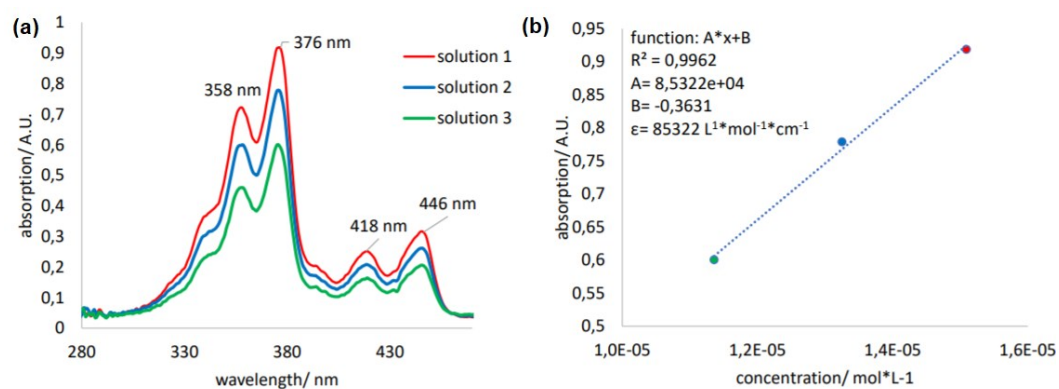 (a)
absorption/ A.U.
1
0,9
0,8
0,7
0,6
0,5
0,4
0,3
0,2
0,1
0
280
330
380
430
wavelength/ nm
376 nm
358 nm
418 nm
446 nm
solution 1
solution 2
solution 3
(b)
absorption/ A.U.
0,95
0,9
0,85
0,8
0,75
0,7
0,65
0,6
0,55
0,5
function: A*x+B
R² = 0,9962
A= 8,5322e+04
B= -0,3631
ε= 85322 L¹*mol⁻¹*cm⁻¹
1,0E-05
1,2E-05
1,4E-05
1,6E-05
concentration/ mol*L-1